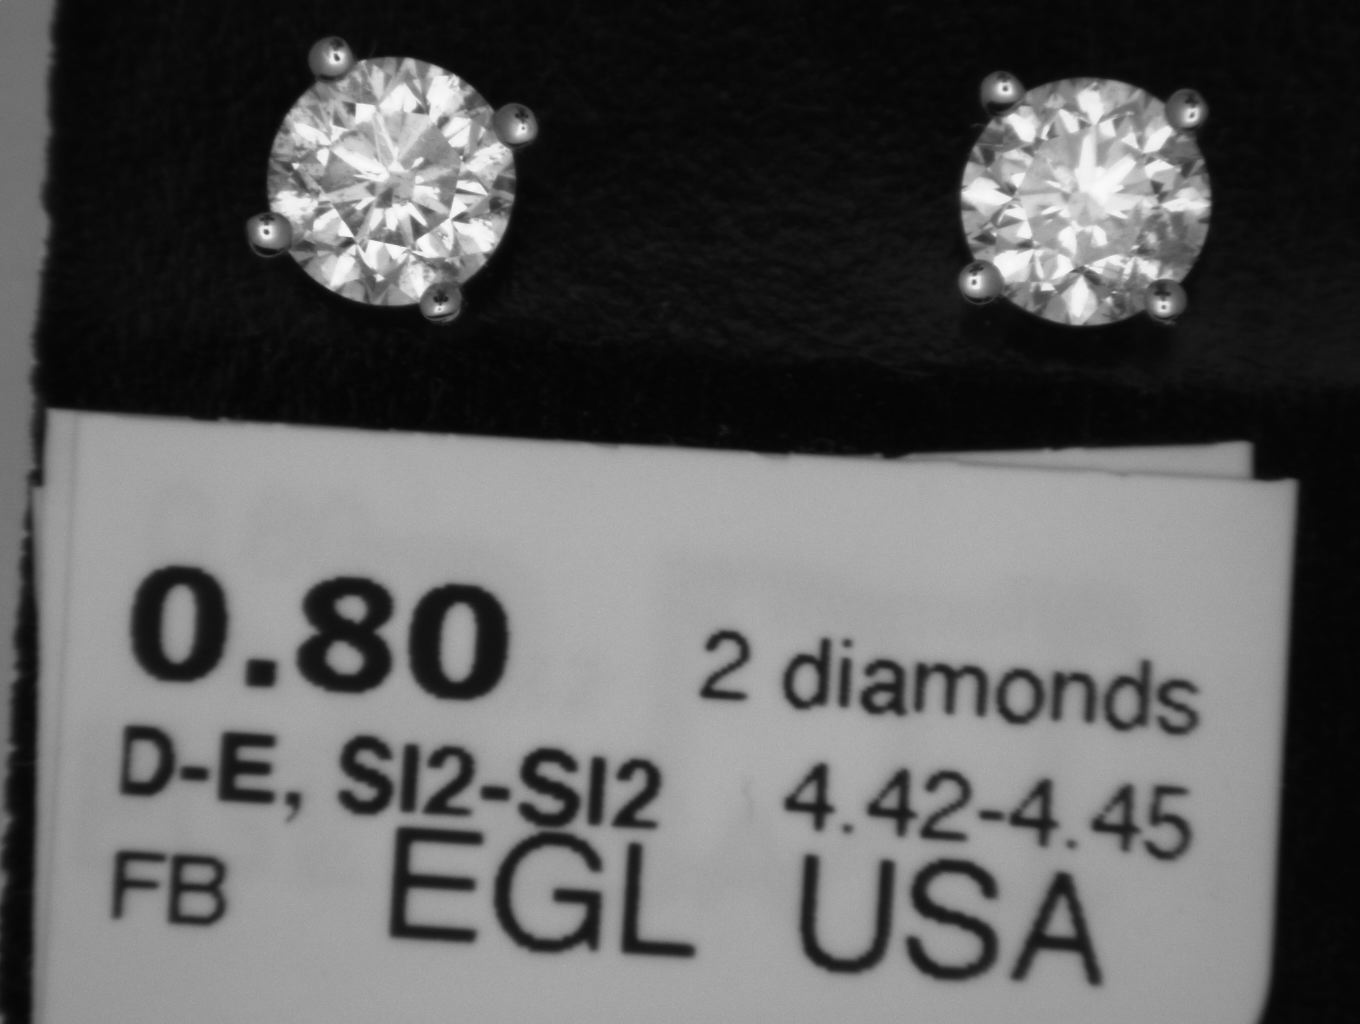 0.80 2 diamonds
D-E, SI2-SI2 4.42-4.45
FB EGL USA